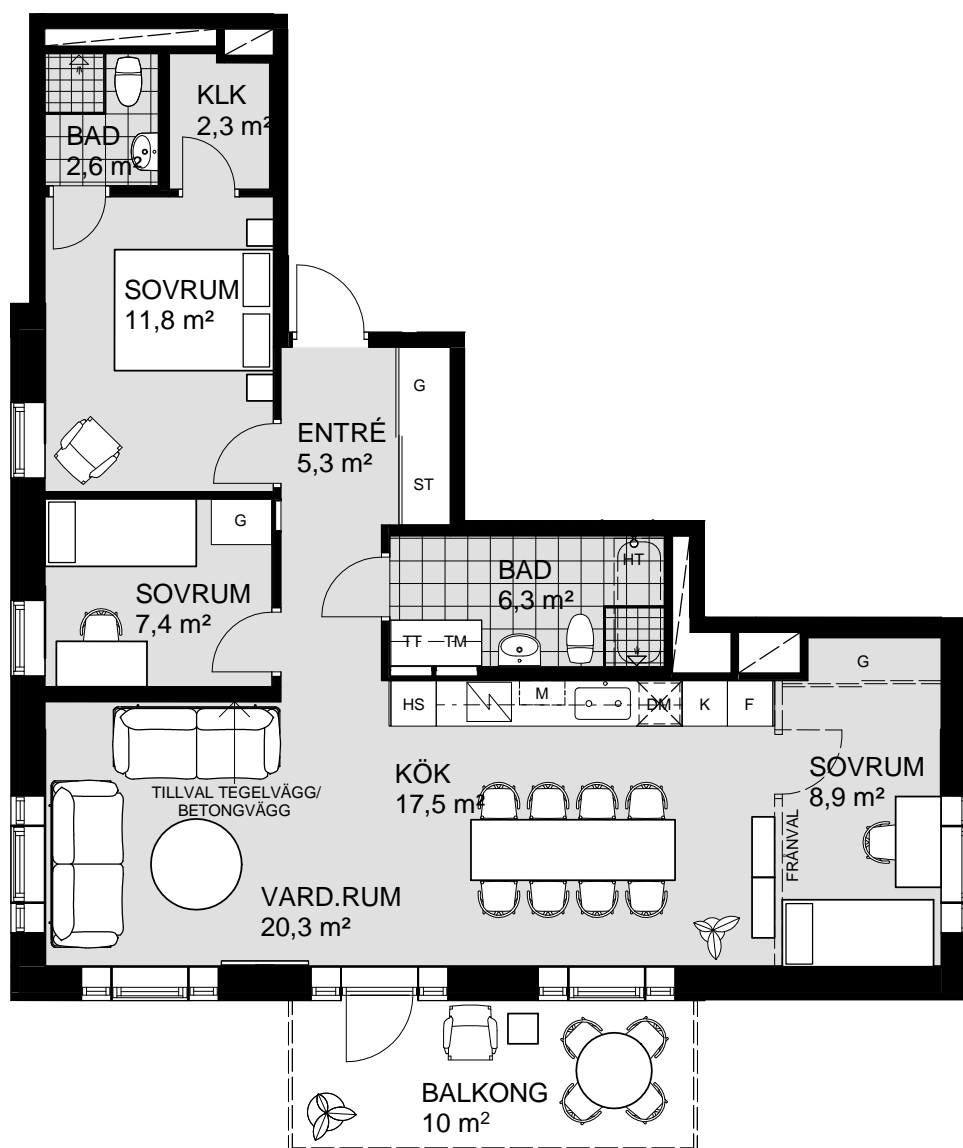 KLK
2,3 m²
BAD
2,6 m²
SOVRUM
11,8 m²
G
ENTRÉ
5,3 m²
ST
G
SOVRUM
7,4 m²
BAD
6,3 m²
HT
TT
TM
G
HS
M
DM
K
F
TILLVAL TEGELVÄGG/
BETONGVÄGG
KÖK
17,5 m²
SOVRUM
8,9 m²
FRÅNVAL
VARD.RUM
20,3 m²
BALKONG
10 m²